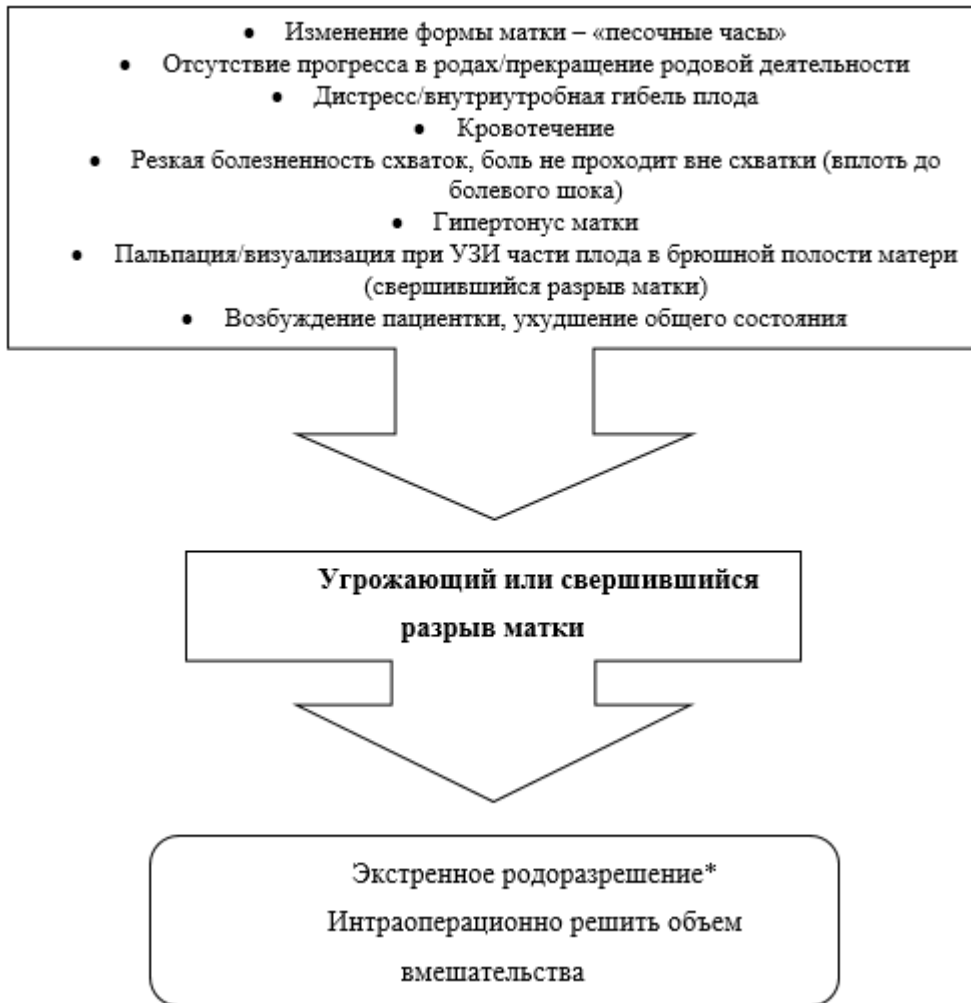 • Изменение формы матки – «песочные часы»
• Отсутствие прогресса в родах/прекращение родовой деятельности
• Дистресс/внутриутробная гибель плода
• Кровотечение
• Резкая болезненность схваток, боль не проходит вне схватки (вплоть до
болевого шока)
• Гипертонус матки
• Пальпация/визуализация при УЗИ части плода в брюшной полости матери
(свершившийся разрыв матки)
• Возбуждение пациентки, ухудшение общего состояния
Угрожающий или свершившийся
разрыв матки
Экстренное родоразрешение*
Интраоперационно решить объем
вмешательства